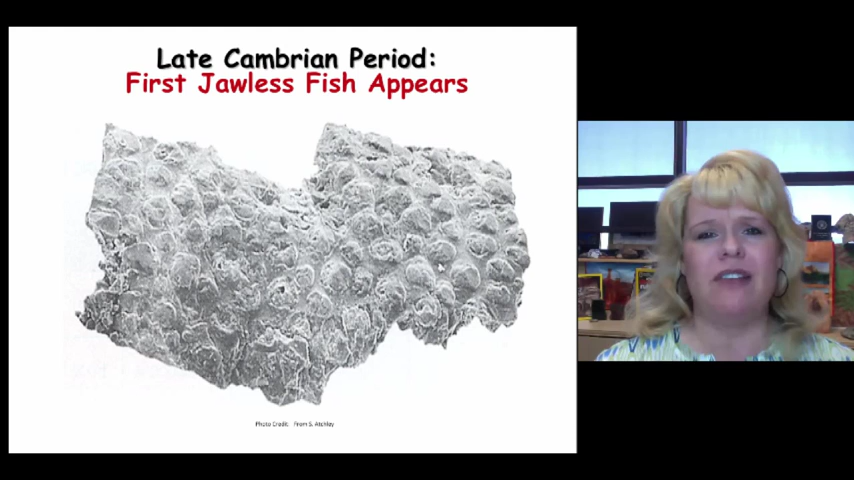 Late Cambrian Period:
First Jawless Fish Appears
Photo Credit: From S. Atchley